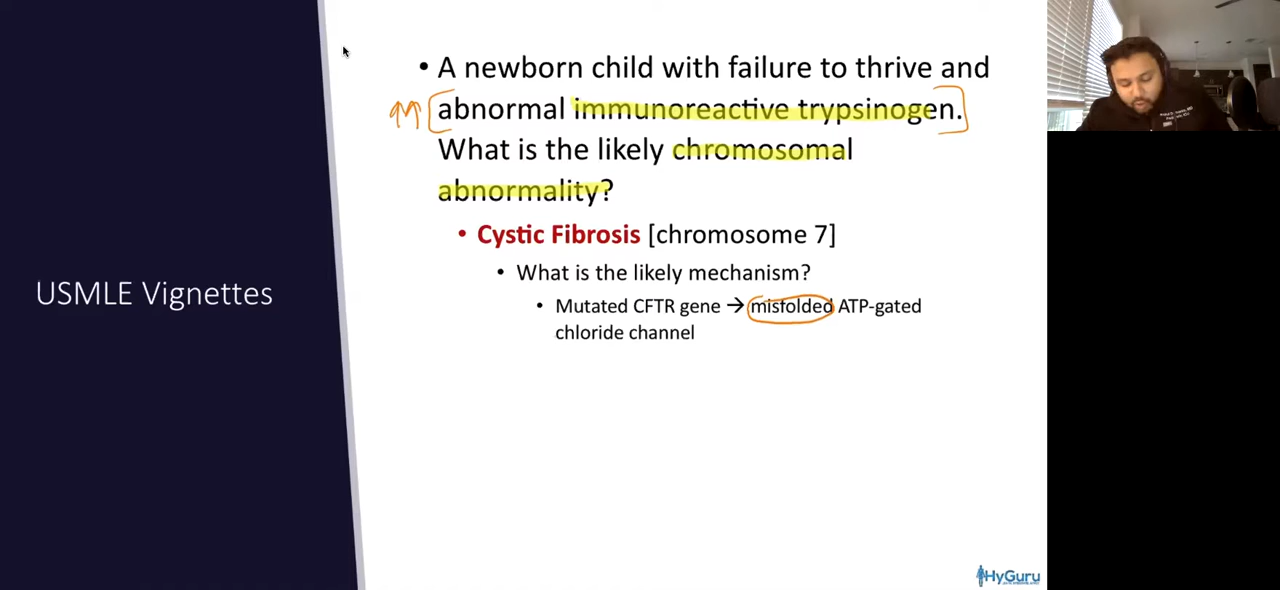 • A newborn child with failure to thrive and
abnormal immunoreactive trypsinogen.
What is the likely chromosomal
abnormality?
• Cystic Fibrosis [chromosome 7]
• What is the likely mechanism?
• Mutated CFTR gene → misfolded ATP-gated
chloride channel
USMLE Vignettes
HyGuru